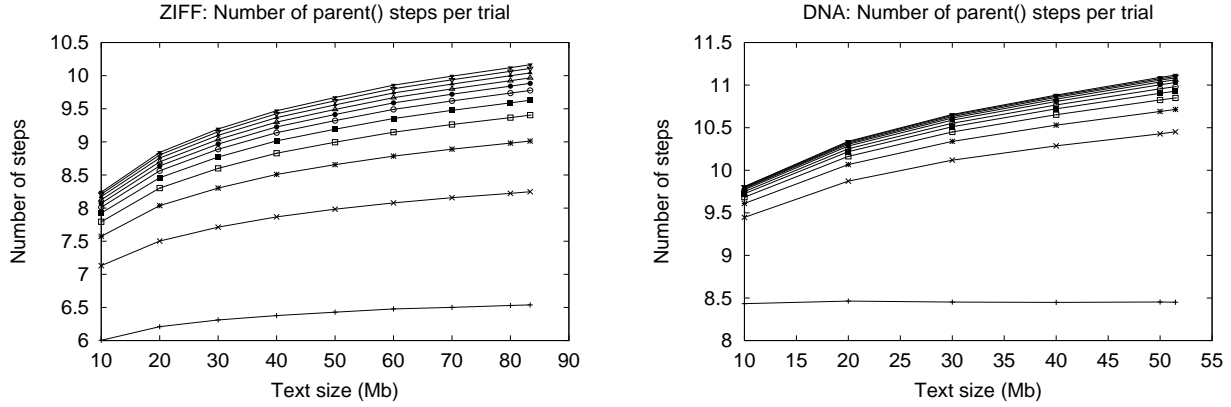 ZIFF: Number of parent() steps per trial
10.5
10
9.5
9
8.5
8
7.5
7
6.5
6
Number of steps
10 20 30 40 50 60 70 80 90
Text size (Mb)
DNA: Number of parent() steps per trial
11.5
11
10.5
10
9.5
9
8.5
8
Number of steps
10 15 20 25 30 35 40 45 50 55
Text size (Mb)